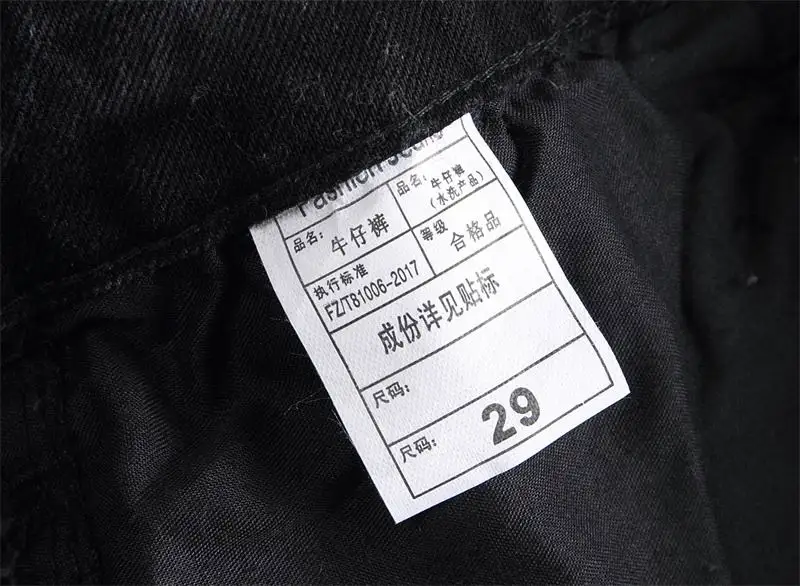 Fashion Jeans
品名: 牛仔裤
品名: 牛仔裤
(水洗产品)
执行标准
FZ/T81006-2017
等级
合格品
成份详见贴标
尺码:
尺码: 29